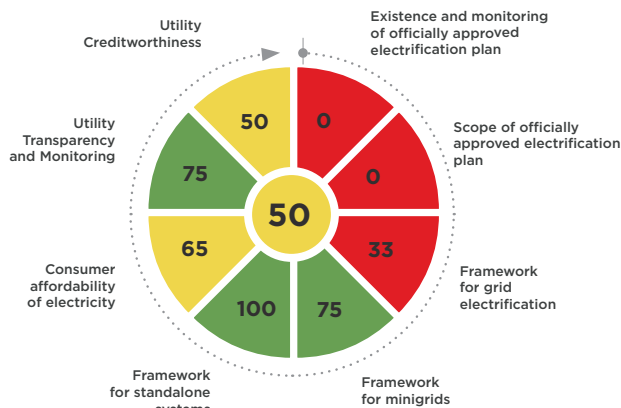 Utility
Creditworthiness
Existence and monitoring
of officially approved
electrification plan
Utility
Transparency
and Monitoring
Scope of officially
approved electrification
plan
50
0
75
0
50
65
33
100
75
Consumer
affordability
of electricity
Framework
for grid
electrification
Framework
for standalone
systems
Framework
for minigrids